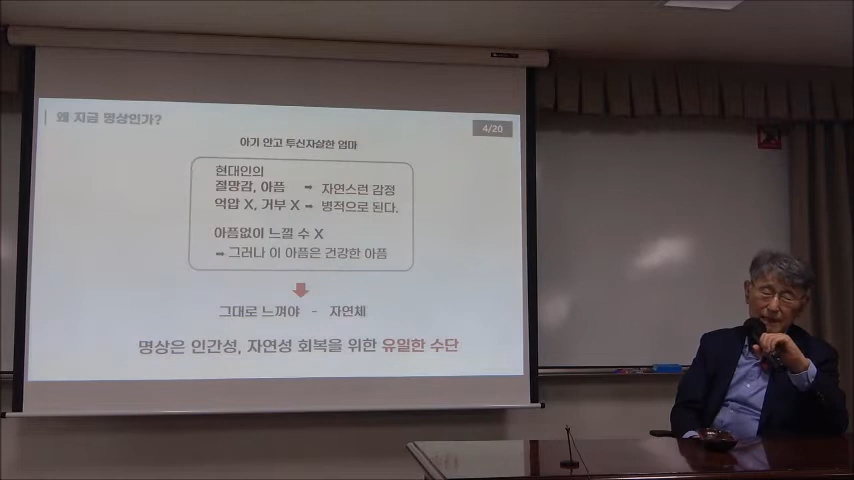 왜 지금 명상인가?
4/20
아기 안고 투신자살한 엄마
현대인의
절망감, 아픔 ➡ 자연스런 감정
억압 X, 거부 X ➡ 병적으로 된다.
아픔없이 느낄 수 X
➡ 그러나 이 아픔은 건강한 아픔
그대로 느껴야 - 자연체
명상은 인간성, 자연성 회복을 위한 유일한 수단